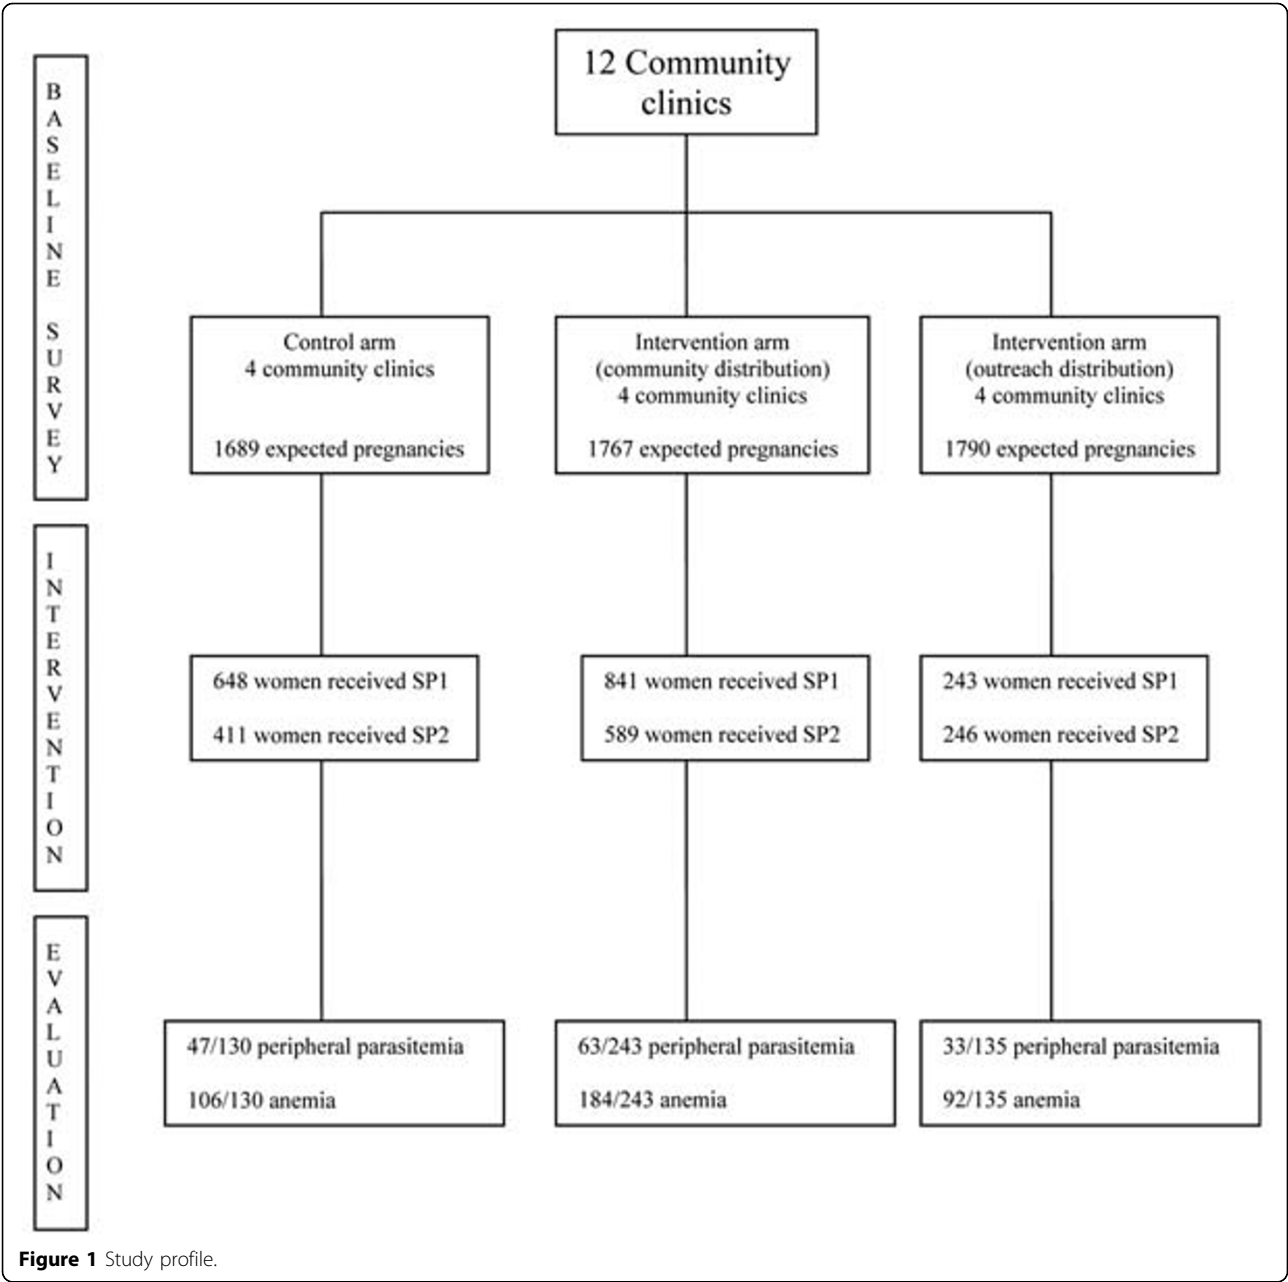 BASELINE SURVEY
12 Community
clinics
Control arm
4 community clinics
1689 expected pregnancies
Intervention arm
(community distribution)
4 community clinics
1767 expected pregnancies
Intervention arm
(outreach distribution)
4 community clinics
1790 expected pregnancies
INTERVENTION
648 women received SP1
411 women received SP2
841 women received SP1
589 women received SP2
243 women received SP1
246 women received SP2
EVALUATION
47/130 peripheral parasitemia
106/130 anemia
63/243 peripheral parasitemia
184/243 anemia
33/135 peripheral parasitemia
92/135 anemia
Figure 1 Study profile.